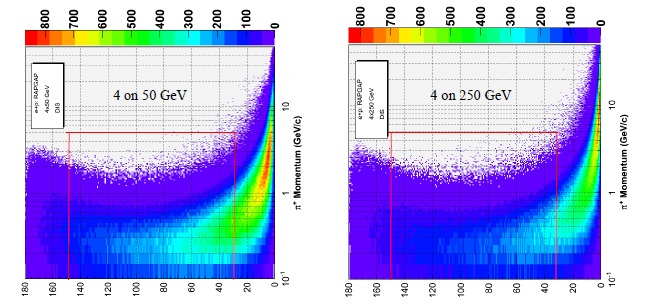 800 700 600 500 400 300 200 100 0
e+p: RAPGAP
4x50 GeV
DIS
4 on 50 GeV
10
1
10-1
π+ Momentum (GeV/c)
180 160 140 120 100 80 60 40 20 0
800 700 600 500 400 300 200 100 0
e+p: RAPGAP
4x250 GeV
DIS
4 on 250 GeV
10
1
10-1
π+ Momentum (GeV/c)
180 160 140 120 100 80 60 40 20 0